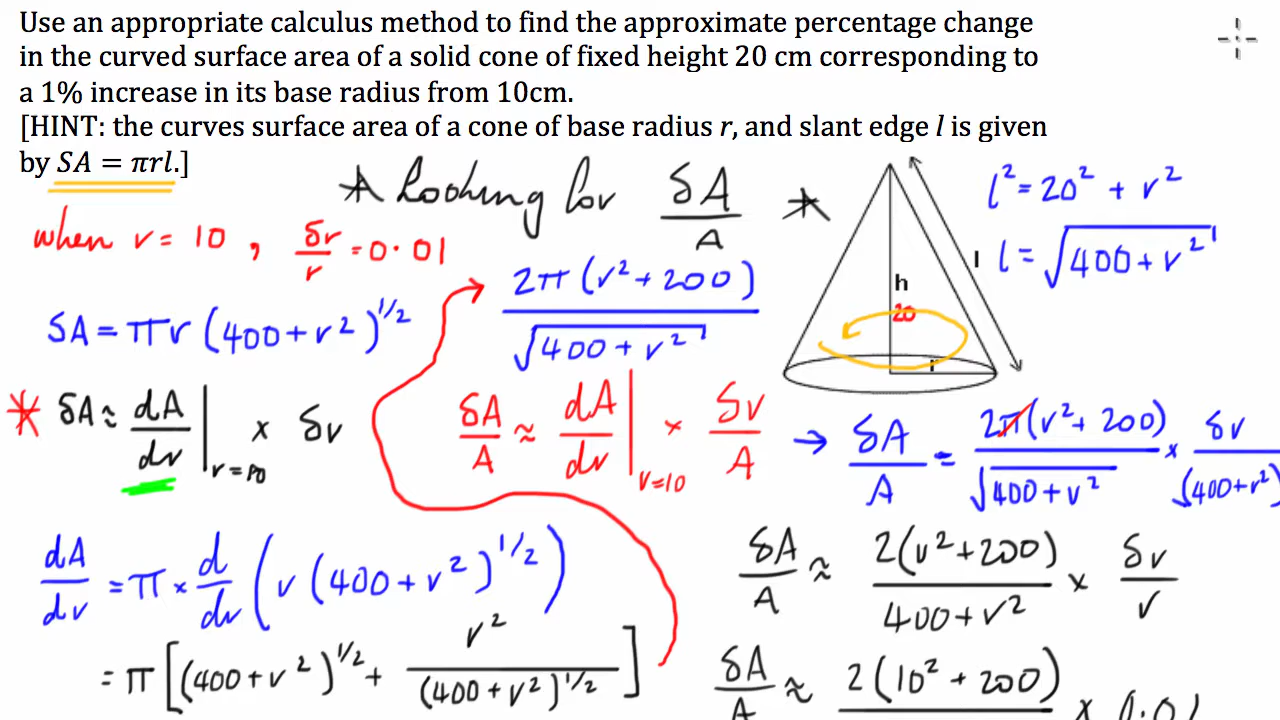 Use an appropriate calculus method to find the approximate percentage change
in the curved surface area of a solid cone of fixed height 20 cm corresponding to
a 1% increase in its base radius from 10cm.
[HINT: the curves surface area of a cone of base radius r, and slant edge l is given
by SA = πrl.]
* Looking for δA/A *
l² = 20² + r²
l = √(400 + r²)
when r = 10 , δr/r = 0.01
h
20
l
r
SA = πr(400 + r²)^1/2
2π(r² + 200) / √(400 + r²)
* δA ≈ dA/dr |r=10 × δr
δA/A ≈ dA/dr |r=10 × δr/A
→ δA/A = 2π(r² + 200) / √(400 + r²) × δr / √(400 + r²)
dA/dr = π × d/dr (r(400 + r²)^1/2)
= π[(400 + r²)^1/2 + r² / (400 + r²)^1/2]
δA/A ≈ 2(r² + 200) / 400 + r² × δr/r
δA/A ≈ 2(10² + 200) × 0.01